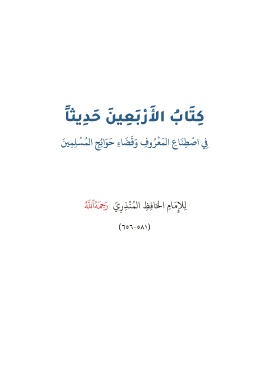 كِتَابُ الأَرْبَعِينَ حَدِيثاً
فِي اصْطِنَاعِ المَعْرُوفِ وَقَضَاءِ حَوَائِجِ المُسْلِمِينَ
لِلإِمَامِ الحَافِظِ المُنْذِرِيّ رَحِمَهُ اللهُ
(٥٨١-٦٥٦)